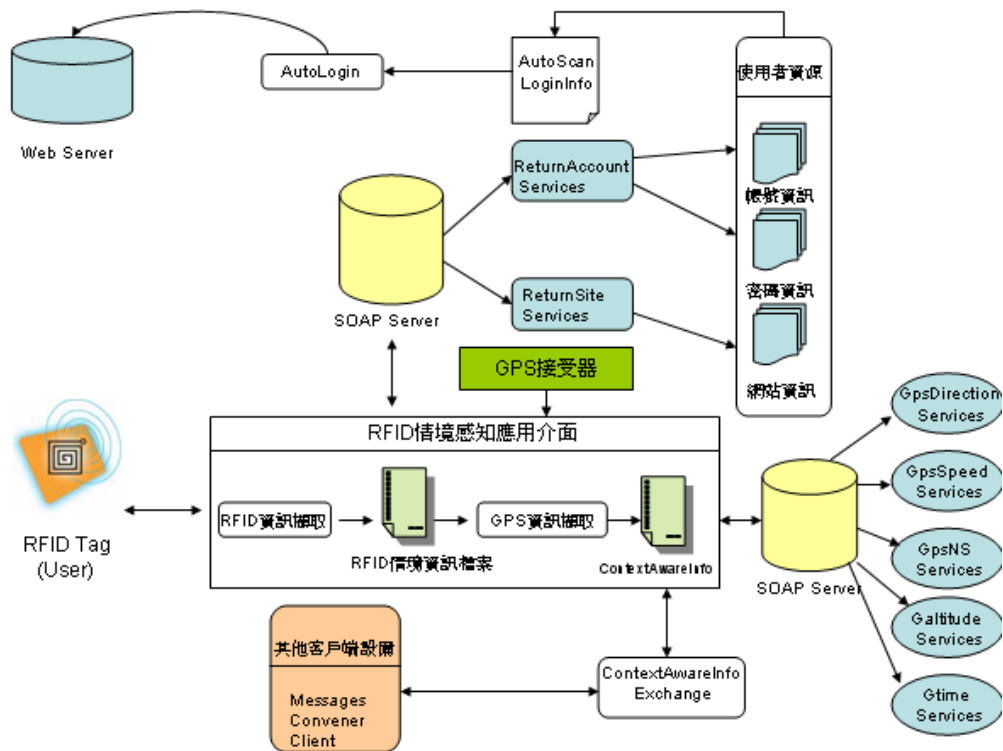 AutoLogin
AutoScan
LoginInfo
使用者資源
Web Server
ReturnAccount
Services
帳號資訊
密碼資訊
SOAP Server
ReturnSite
Services
GPS接受器
網站資訊
GpsDirection
Services
RFID情境感知應用介面
GpsSpeed
Services
RFID資訊擷取
GPS資訊擷取
RFID情境資訊檔案
ContextAwareInfo
RFID Tag
(User)
GpsNS
Services
SOAP Server
Galtitude
Services
其他客戶端設備
Messages
Convener
Client
ContextAwareInfo
Exchange
Gtime
Services